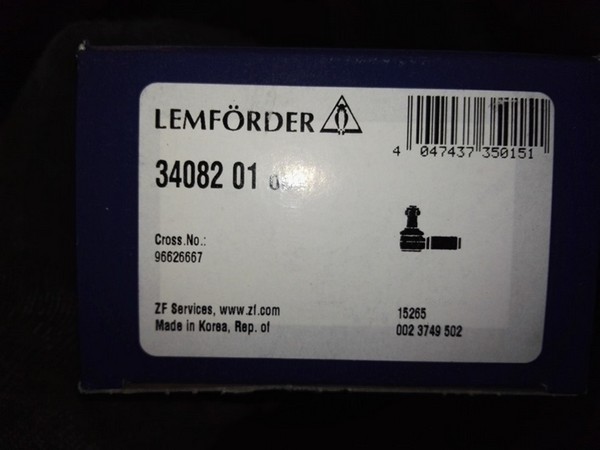 LEMFÖRDER
4 047437 350151
34082 01
Cross.No.:
96626667
ZF Services, www.zf.com
Made in Korea, Rep. of
15265
002 3749 502